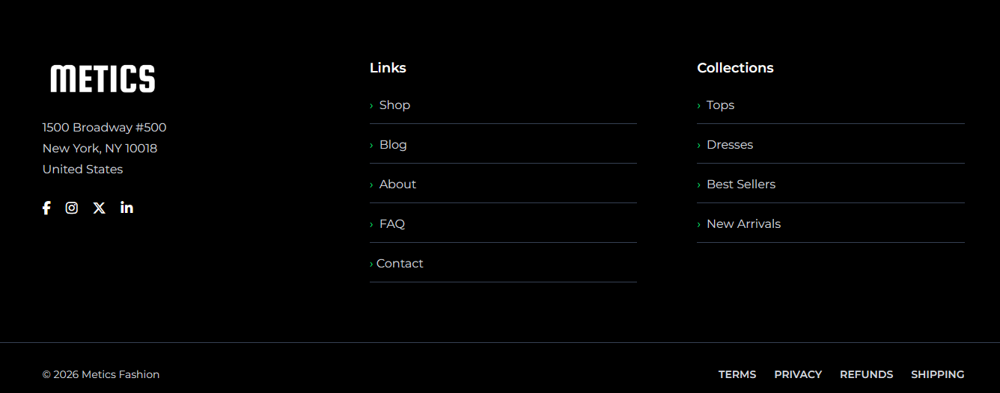 METICS
1500 Broadway #500
New York, NY 10018
United States
Links
› Shop
› Blog
› About
› FAQ
› Contact
Collections
› Tops
› Dresses
› Best Sellers
› New Arrivals
© 2026 Metics Fashion
TERMS PRIVACY REFUNDS SHIPPING